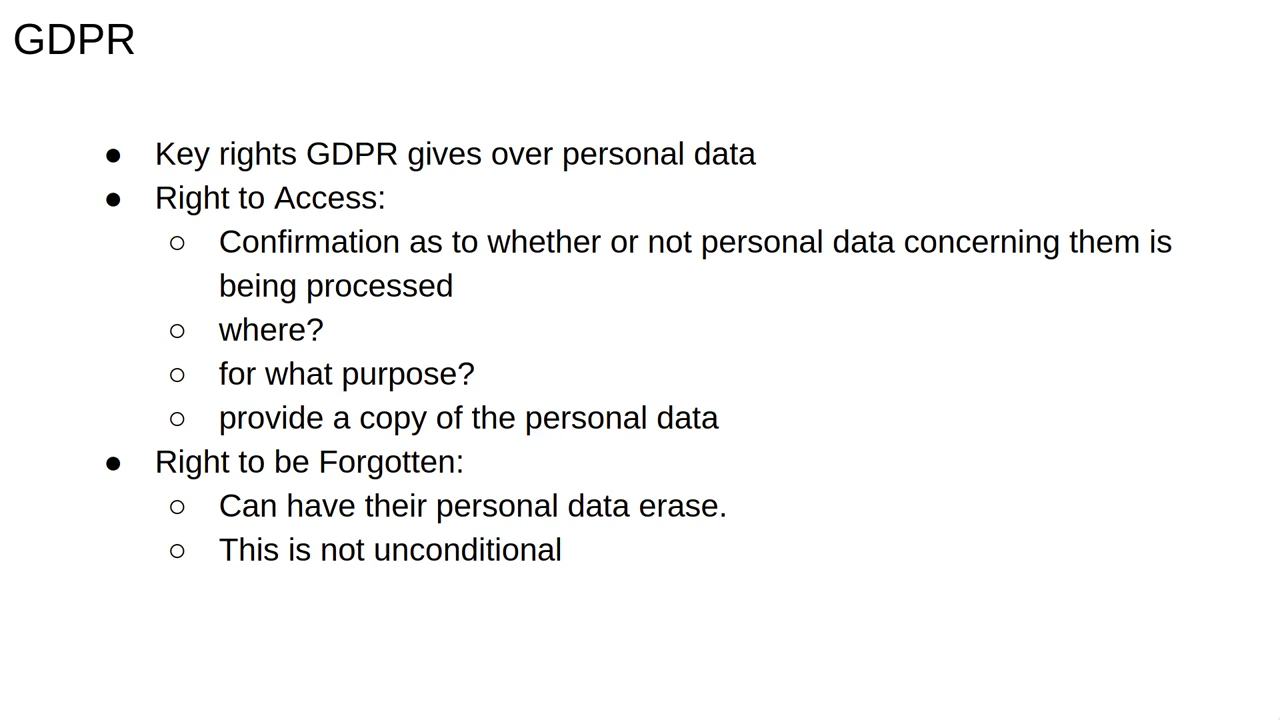 GDPR
● Key rights GDPR gives over personal data
● Right to Access:
○ Confirmation as to whether or not personal data concerning them is
being processed
○ where?
○ for what purpose?
○ provide a copy of the personal data
● Right to be Forgotten:
○ Can have their personal data erase.
○ This is not unconditional